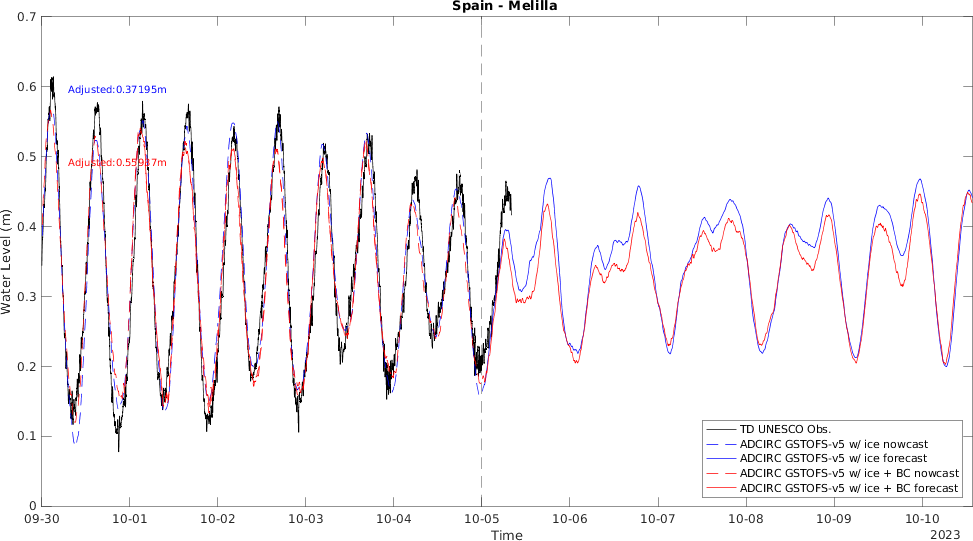 Spain - Melilla
0.7
0.6
0.5
0.4
0.3
0.2
0.1
0
Water Level (m)
Adjusted:0.37195m
TD UNESCO Obs.
ADCIRC GSTOFS-v5 w/ ice nowcast
ADCIRC GSTOFS-v5 w/ ice forecast
ADCIRC GSTOFS-v5 w/ ice + BC nowcast
ADCIRC GSTOFS-v5 w/ ice + BC forecast
09-30 10-01 10-02 10-03 10-04 10-05 10-06 10-07 10-08 10-09 10-10
Time
2023